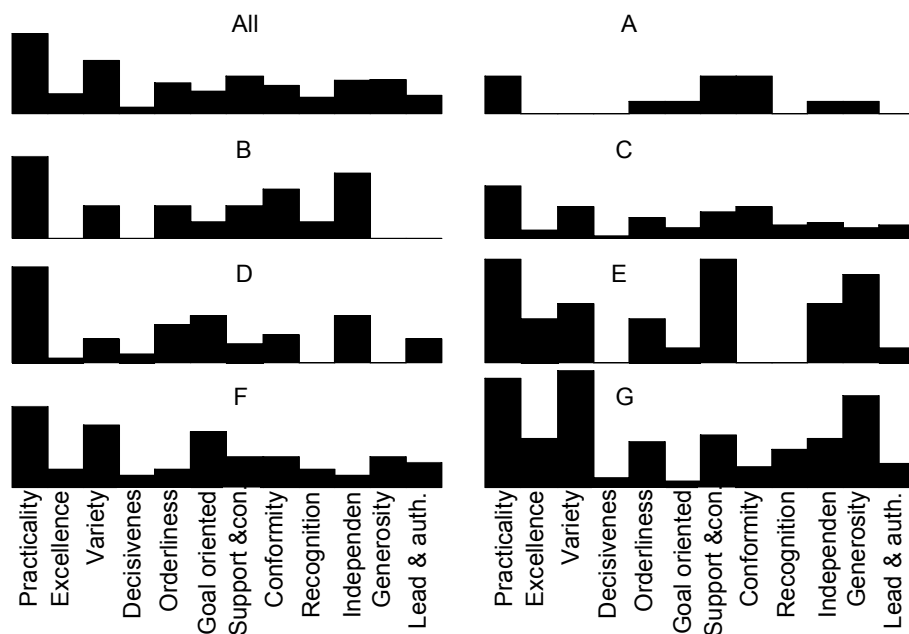 All
A
B
C
D
E
F
G
Practicality
Excellence
Variety
Decisivenes
Orderliness
Goal oriented
Support &con.
Conformity
Recognition
Independen
Generosity
Lead & auth.
Practicality
Excellence
Variety
Decisivenes
Orderliness
Goal oriented
Support &con.
Conformity
Recognition
Independen
Generosity
Lead & auth.